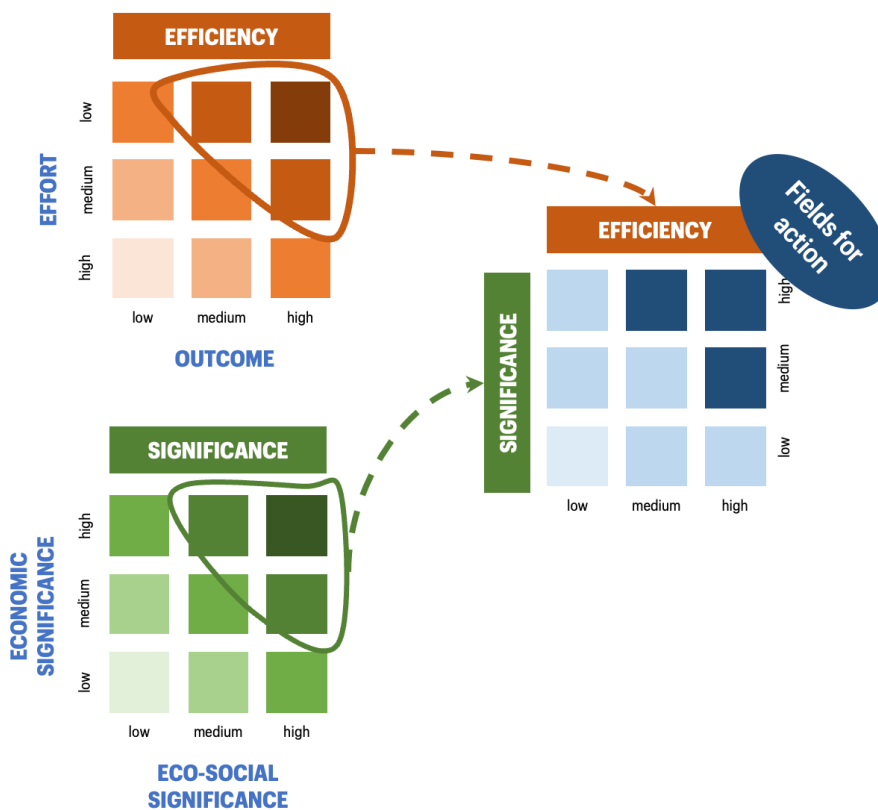 EFFICIENCY
low
medium
high
EFFORT
low
medium
high
OUTCOME
Fields for
action
EFFICIENCY
high
medium
low
SIGNIFICANCE
low
medium
high
SIGNIFICANCE
high
medium
low
ECONOMIC
SIGNIFICANCE
low
medium
high
ECO-SOCIAL
SIGNIFICANCE